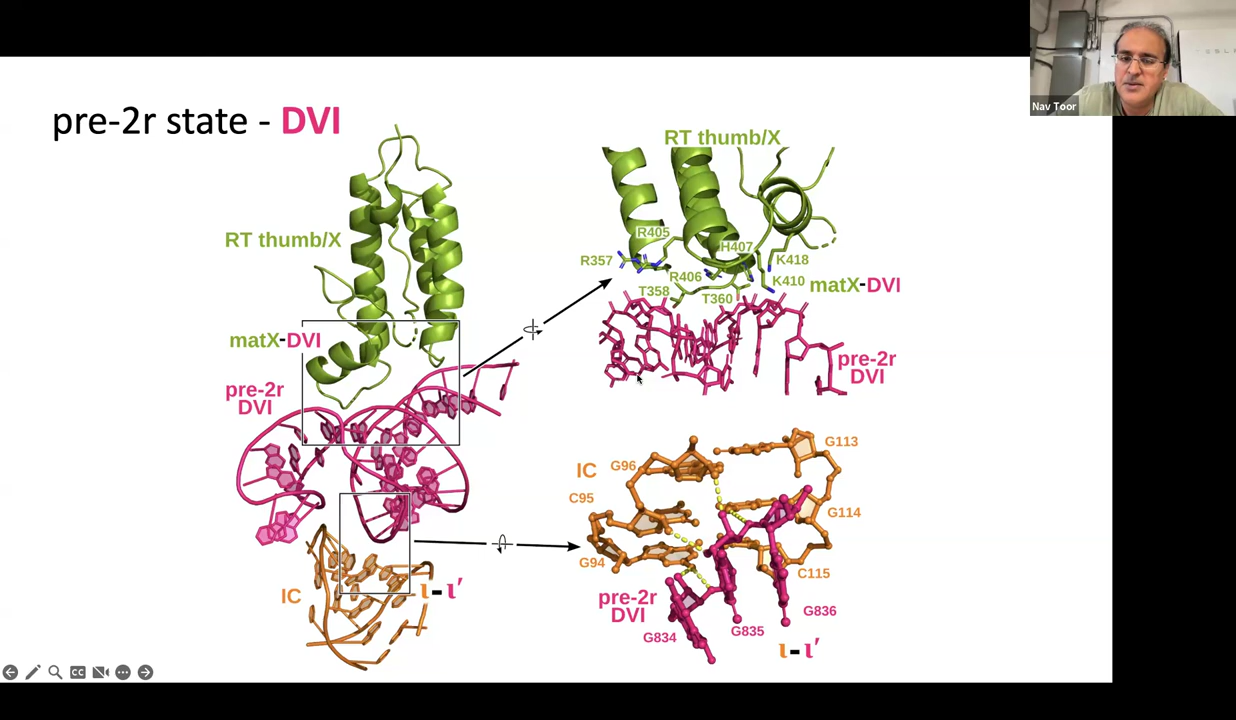 pre-2r state - DVI
RT thumb/X
matX-DVI
pre-2r
DVI
IC
ι-ι′
RT thumb/X
R405
R357
H407
K418
R406
K410
T358
T360
matX-DVI
pre-2r
DVI
IC
G96
G113
C95
G114
G94
C115
pre-2r
DVI
G836
G835
G834
ι-ι′
Nav Toor
TESLA
CC